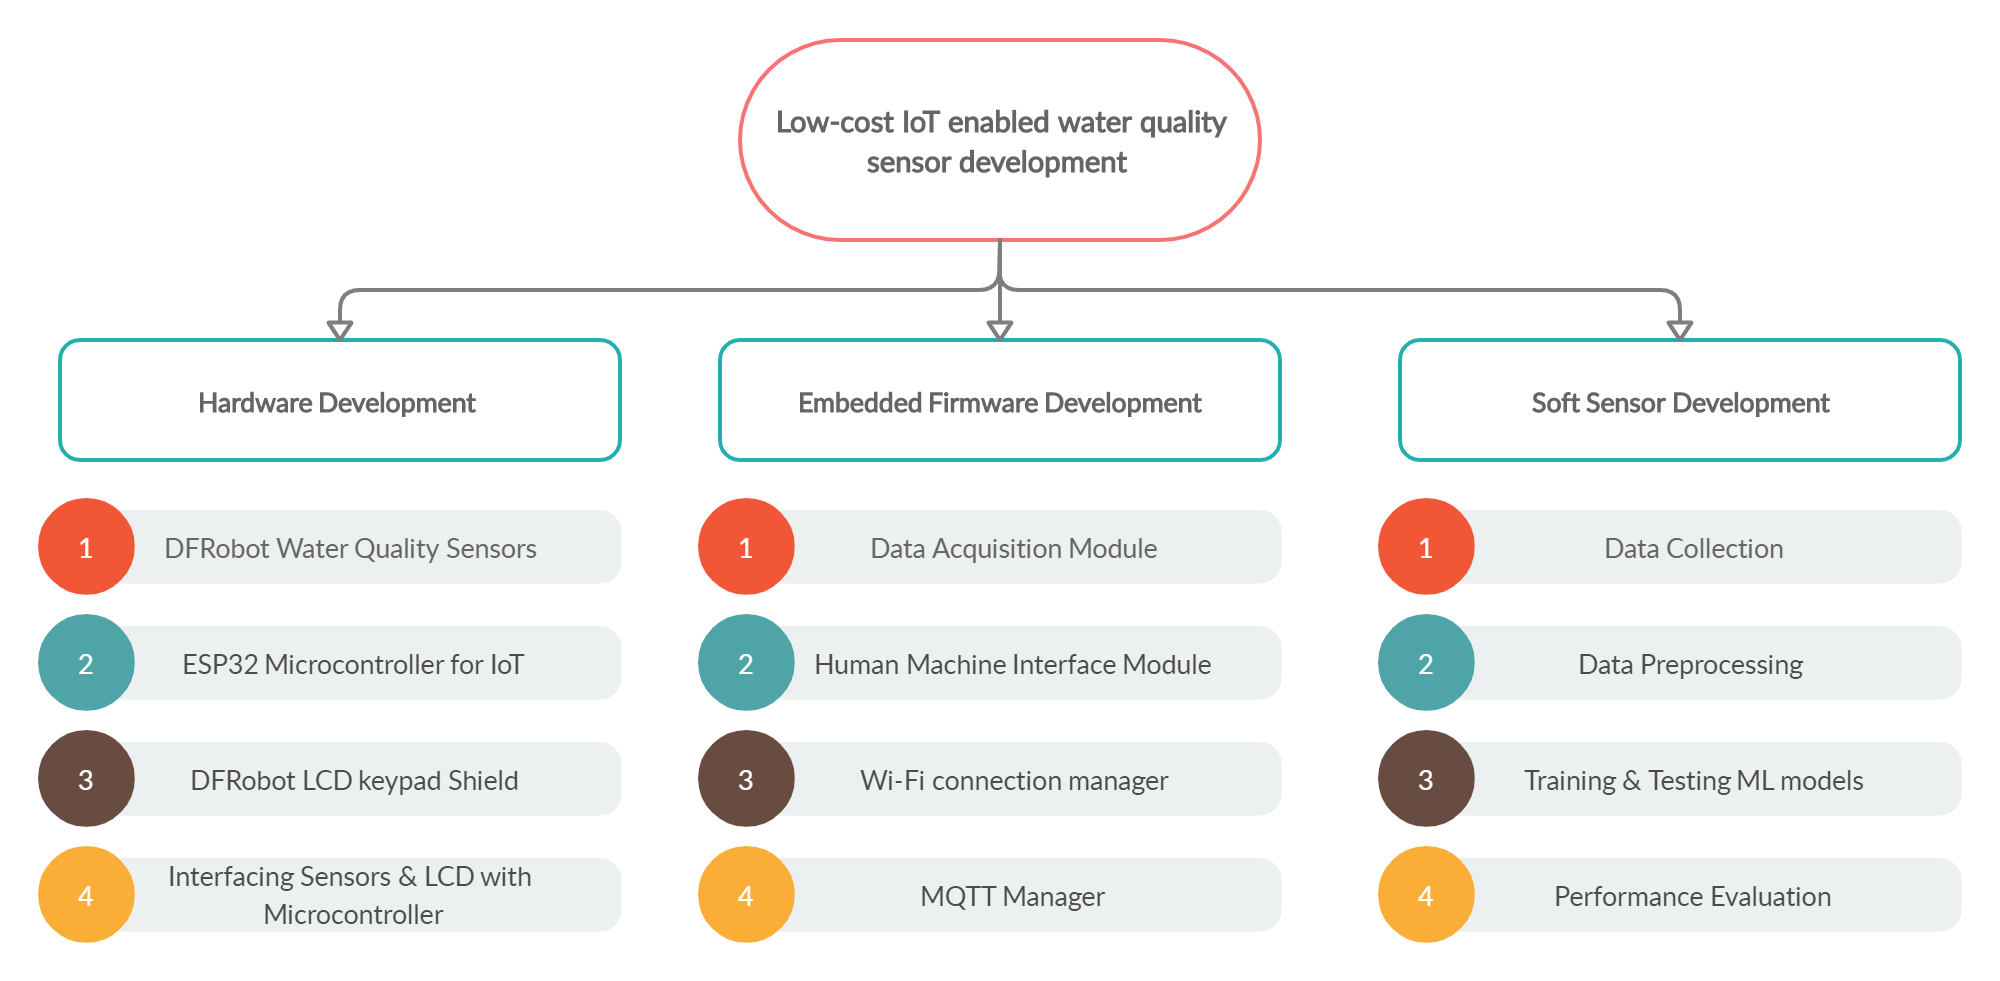 Low-cost IoT enabled water quality
sensor development
Hardware Development
1
DFRobot Water Quality Sensors
2
ESP32 Microcontroller for IoT
3
DFRobot LCD keypad Shield
4
Interfacing Sensors & LCD with
Microcontroller
Embedded Firmware Development
1
Data Acquisition Module
2
Human Machine Interface Module
3
Wi-Fi connection manager
4
MQTT Manager
Soft Sensor Development
1
Data Collection
2
Data Preprocessing
3
Training & Testing ML models
4
Performance Evaluation